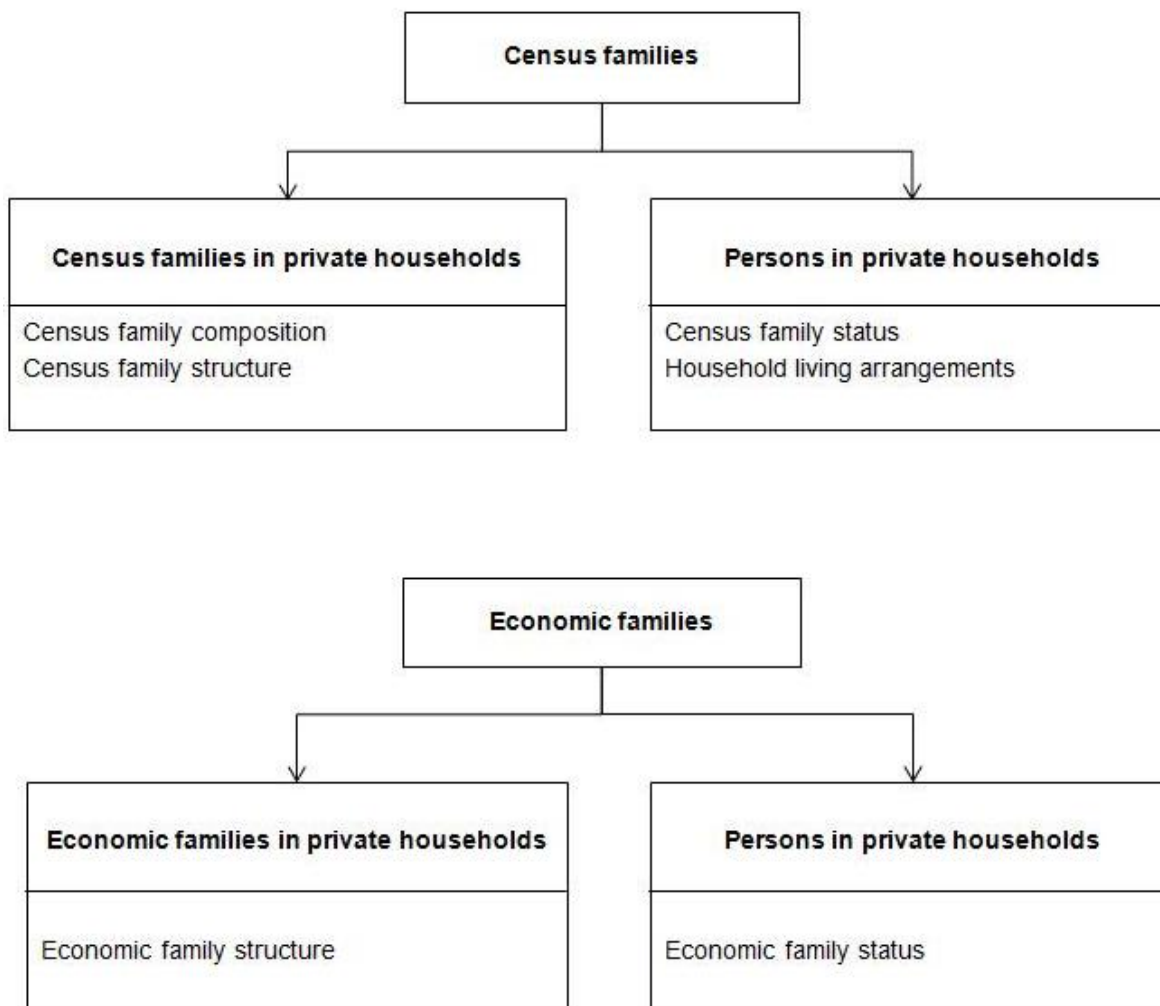 Census families
Census families in private households
Census family composition
Census family structure
Persons in private households
Census family status
Household living arrangements
Economic families
Economic families in private households
Economic family structure
Persons in private households
Economic family status